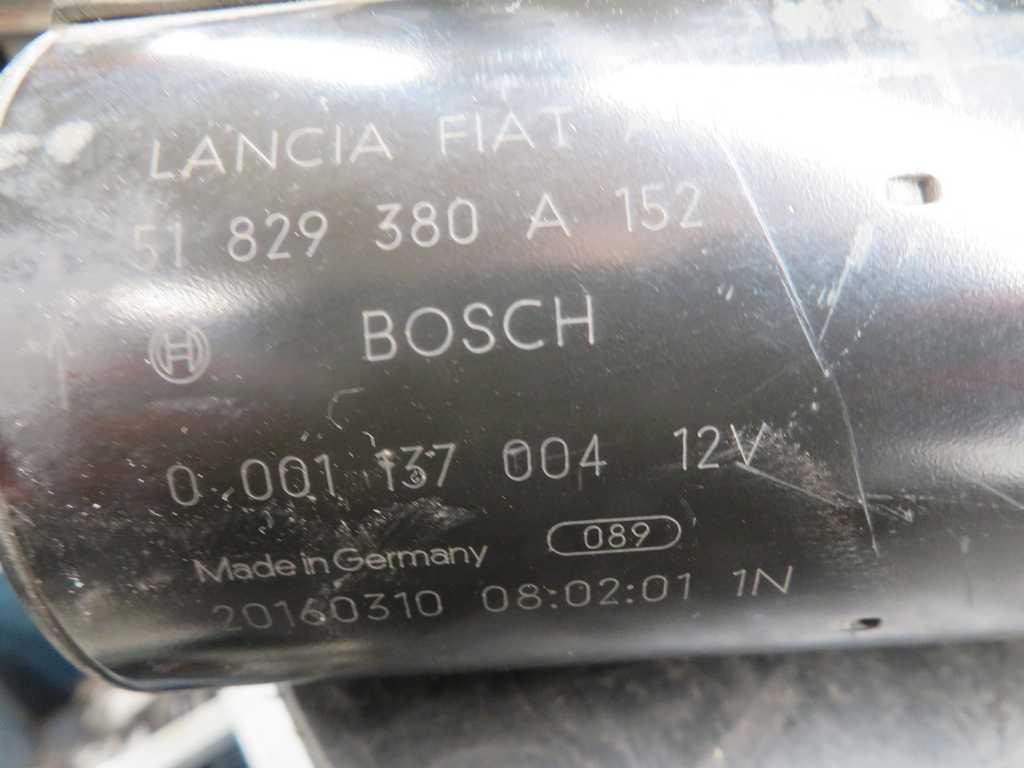 LANCIA FIAT
51 829 380 A 152
BOSCH
0 001 137 004 12V
089
Made in Germany
20160310 08:02:01 1N